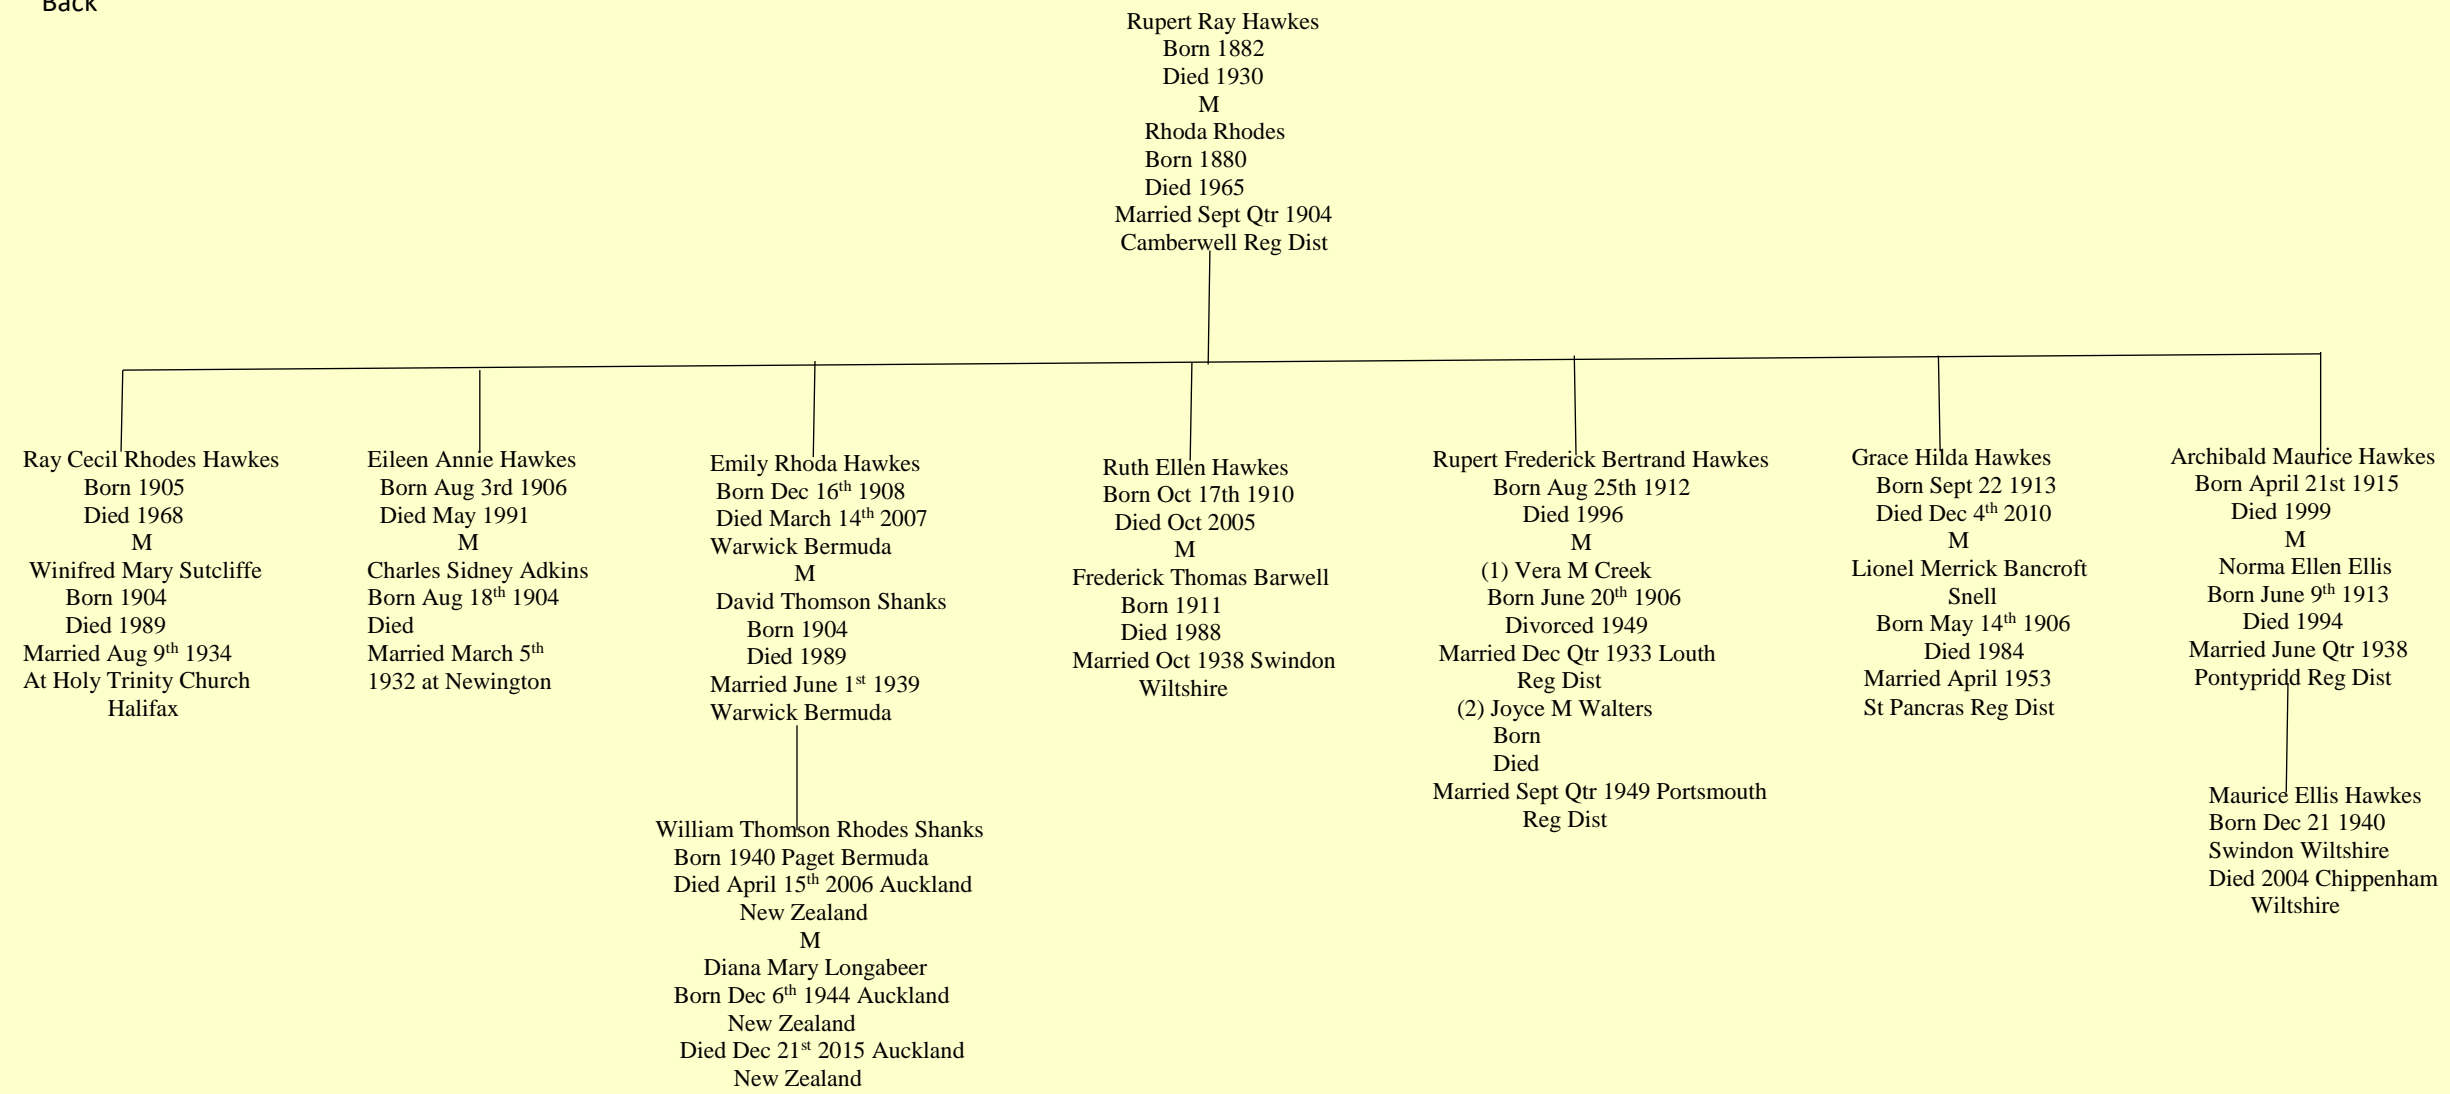 Back
Rupert Ray Hawkes
Born 1882
Died 1930
M
Rhoda Rhodes
Born 1880
Died 1965
Married Sept Qtr 1904
Camberwell Reg Dist
Ray Cecil Rhodes Hawkes
Born 1905
Died 1968
M
Winifred Mary Sutcliffe
Born 1904
Died 1989
Married Aug 9th 1934
At Holy Trinity Church
Halifax
Eileen Annie Hawkes
Born Aug 3rd 1906
Died May 1991
M
Charles Sidney Adkins
Born Aug 18th 1904
Died
Married March 5th
1932 at Newington
Emily Rhoda Hawkes
Born Dec 16th 1908
Died March 14th 2007
Warwick Bermuda
M
David Thomson Shanks
Born 1904
Died 1989
Married June 1st 1939
Warwick Bermuda
William Thomson Rhodes Shanks
Born 1940 Paget Bermuda
Died April 15th 2006 Auckland
New Zealand
M
Diana Mary Longabeer
Born Dec 6th 1944 Auckland
New Zealand
Died Dec 21st 2015 Auckland
New Zealand
Ruth Ellen Hawkes
Born Oct 17th 1910
Died Oct 2005
M
Frederick Thomas Barwell
Born 1911
Died 1988
Married Oct 1938 Swindon
Wiltshire
Rupert Frederick Bertrand Hawkes
Born Aug 25th 1912
Died 1996
M
(1) Vera M Creek
Born June 20th 1906
Divorced 1949
Married Dec Qtr 1933 Louth
Reg Dist
(2) Joyce M Walters
Born
Died
Married Sept Qtr 1949 Portsmouth
Reg Dist
Grace Hilda Hawkes
Born Sept 22 1913
Died Dec 4th 2010
M
Lionel Merrick Bancroft
Snell
Born May 14th 1906
Died 1984
Married April 1953
St Pancras Reg Dist
Archibald Maurice Hawkes
Born April 21st 1915
Died 1999
M
Norma Ellen Ellis
Born June 9th 1913
Died 1994
Married June Qtr 1938
Pontypridd Reg Dist
Maurice Ellis Hawkes
Born Dec 21 1940
Swindon Wiltshire
Died 2004 Chippenham
Wiltshire